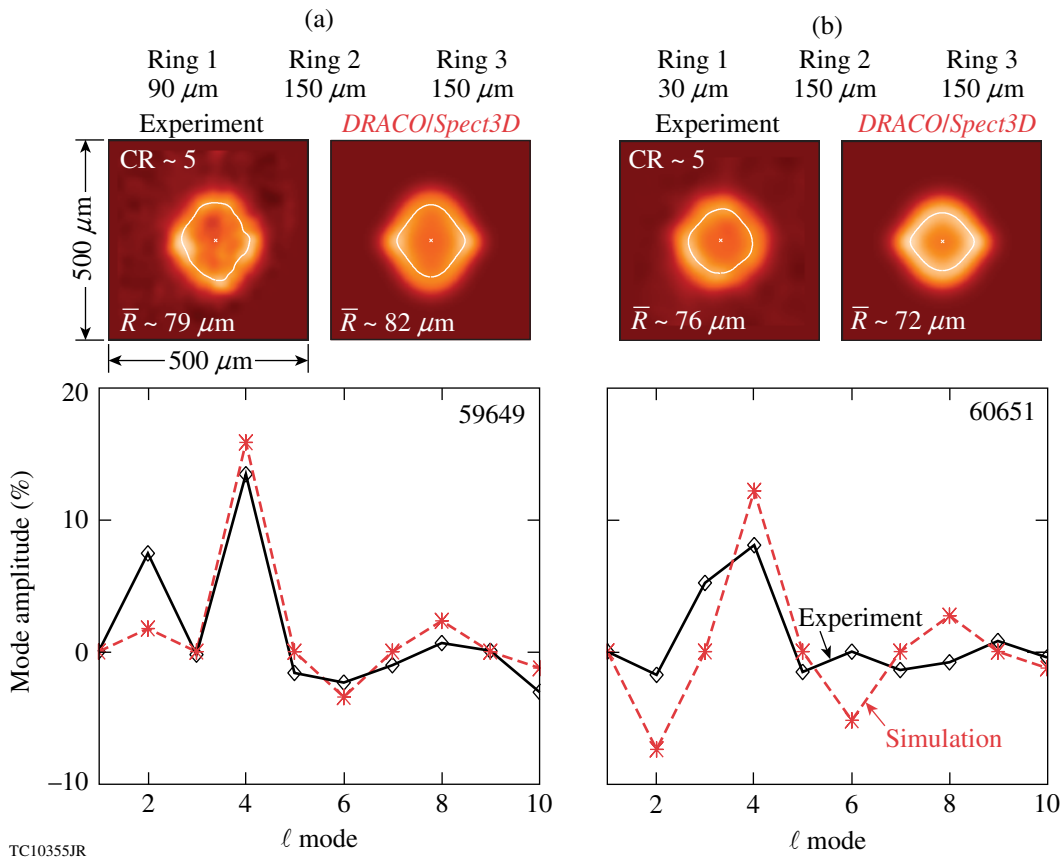 (a)
Ring 1 Ring 2 Ring 3
90 μm 150 μm 150 μm
Experiment DRACO/Spect3D
CR ~ 5
500 μm
R̅ ~ 79 μm
R̅ ~ 82 μm
500 μm
(b)
Ring 1 Ring 2 Ring 3
30 μm 150 μm 150 μm
Experiment DRACO/Spect3D
CR ~ 5
R̅ ~ 76 μm
R̅ ~ 72 μm
59649
20
10
0
−10
Mode amplitude (%)
2 4 6 8 10
ℓ mode
60651
Experiment
Simulation
2 4 6 8 10
ℓ mode
TC10355JR